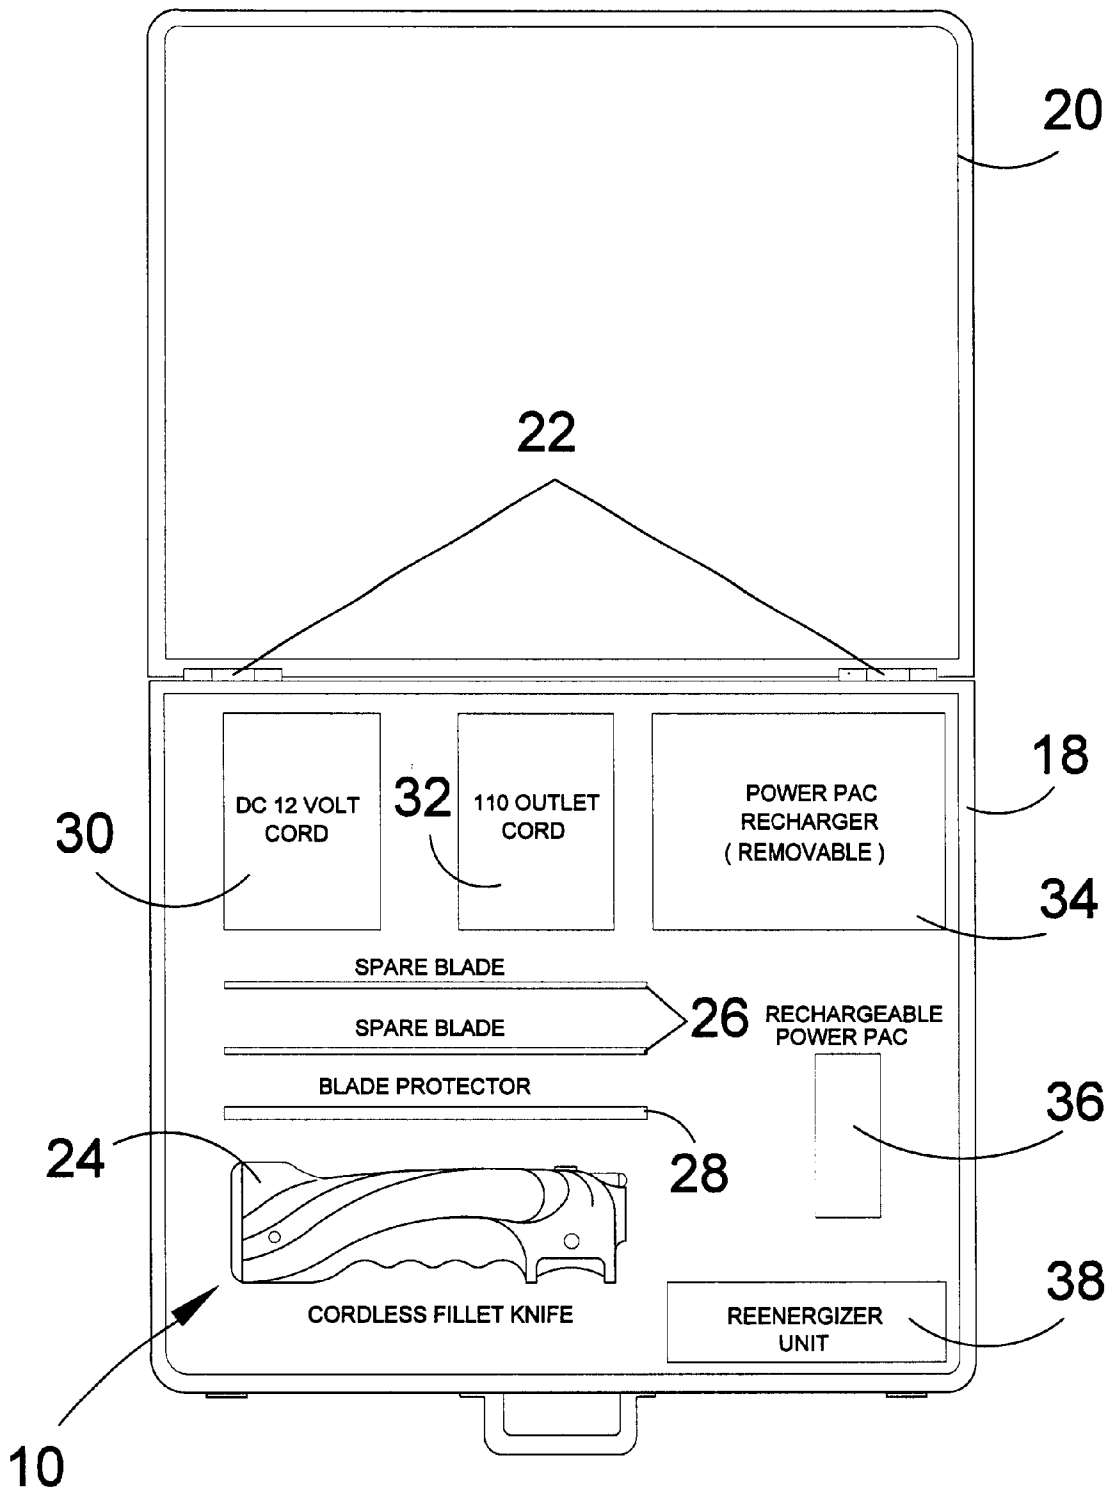 20
22
18
DC 12 VOLT
CORD
30
32
110 OUTLET
CORD
POWER PAC
RECHARGER
( REMOVABLE )
34
SPARE BLADE
26
SPARE BLADE
RECHARGEABLE
POWER PAC
BLADE PROTECTOR
36
24
28
38
CORDLESS FILLET KNIFE
REENERGIZER
UNIT
10